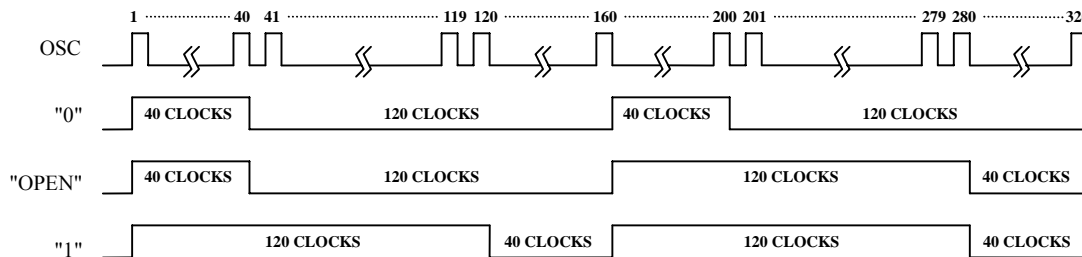 1 40 41 119 120 160 200 201 279 280 32
OSC
"0" 40 CLOCKS 120 CLOCKS 40 CLOCKS 120 CLOCKS
"OPEN" 40 CLOCKS 120 CLOCKS 120 CLOCKS 40 CLOCKS
"1" 120 CLOCKS 40 CLOCKS 120 CLOCKS 40 CLOCKS